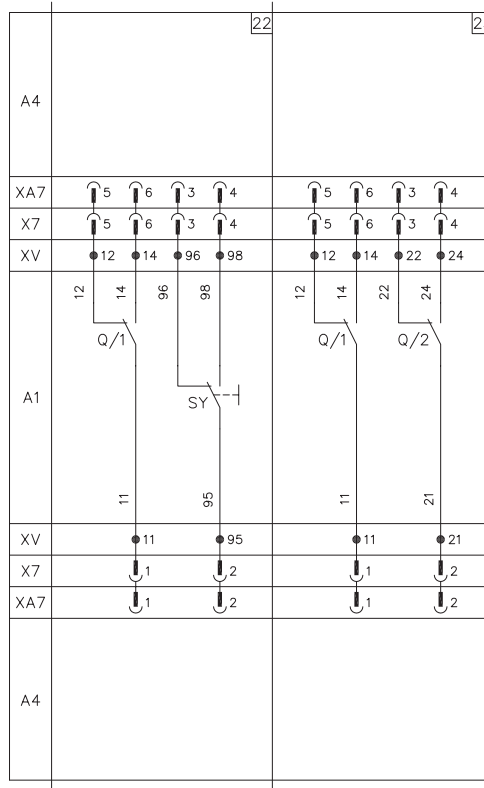 22 2
A4
XA7 5 6 3 4 5 6 3 4
X7 5 6 3 4 5 6 3 4
XV 12 14 96 98 12 14 22 24
12 14 96 98 12 14 22 24
Q/1 Q/1 Q/2
A1 SY
11 95 11 21
XV 11 95 11 21
X7 1 2 1 2
XA7 1 2 1 2
A4